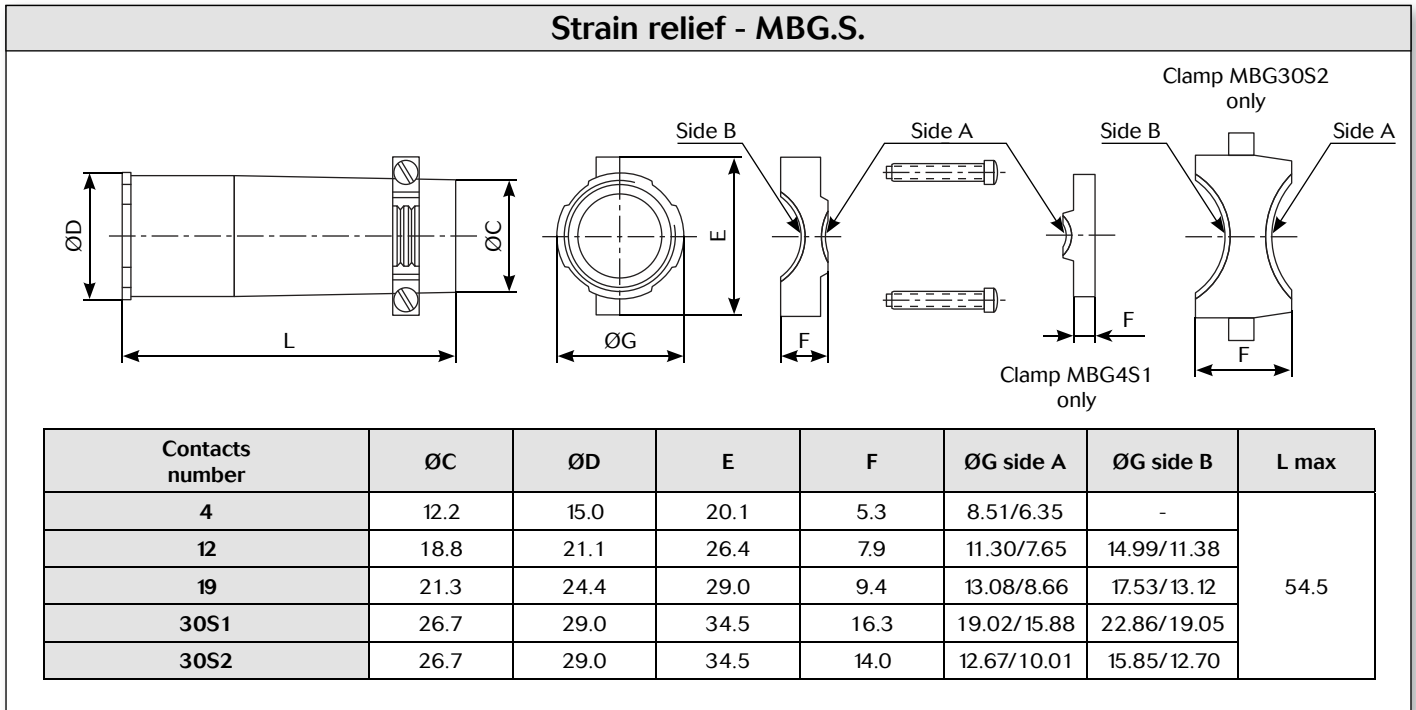 Strain relief - MBG.S.
Clamp MBG30S2
only
Side B
Side A
Side B
Side A
ØD
ØC
E
L
ØG
F
F
F
Clamp MBG4S1
only
Contacts number ØC ØD E F ØG side A ØG side B L max
4 12.2 15.0 20.1 5.3 8.51/6.35 - 54.5
12 18.8 21.1 26.4 7.9 11.30/7.65 14.99/11.38
19 21.3 24.4 29.0 9.4 13.08/8.66 17.53/13.12
30S1 26.7 29.0 34.5 16.3 19.02/15.88 22.86/19.05
30S2 26.7 29.0 34.5 14.0 12.67/10.01 15.85/12.70